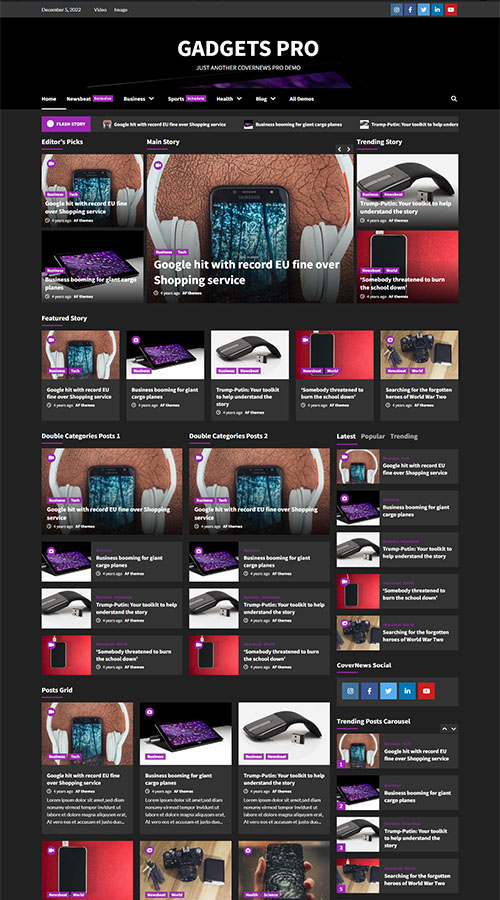 December 5, 2022 Video Image
GADGETS PRO
JUST ANOTHER COVERNEWS PRO DEMO
Home Newsbeat Exclusive Business Sports Schedule Health Blog All Demos
FLASH STORY Google hit with record EU fine over Shopping service Business booming for giant cargo planes Trump-Putin: Your toolkit to help unders
Editor's Picks
Business Tech
Google hit with record EU fine
over Shopping service
4 years ago AF themes
Business
Business booming for giant cargo
planes
4 years ago AF themes
Main Story
SAMSUNG
Business Tech
Google hit with record EU fine over
Shopping service
4 years ago AF themes
Trending Story
Business Newsbeat
Trump-Putin: Your toolkit to help
understand the story
4 years ago AF themes
Newsbeat World
'Somebody threatened to burn
the school down'
4 years ago AF themes
Featured Story
Business Tech
Google hit with record EU
fine over Shopping service
4 years ago AF themes
Business
Business booming for giant
cargo planes
4 years ago AF themes
Business Newsbeat
Trump-Putin: Your toolkit
to help understand the
story
4 years ago AF themes
Newsbeat World
'Somebody threatened to
burn the school down'
4 years ago AF themes
Newsbeat World
Searching for the forgotten
heroes of World War Two
4 years ago AF themes
Double Categories Posts 1
Business Tech
Google hit with record EU fine over Shopping
service
4 years ago AF themes
Business
Business booming for giant
cargo planes
4 years ago AF themes
Business Newsbeat
Trump-Putin: Your toolkit to help
understand the story
4 years ago AF themes
Newsbeat World
'Somebody threatened to burn
the school down'
4 years ago AF themes
Double Categories Posts 2
Business Tech
Google hit with record EU fine over Shopping
service
4 years ago AF themes
Business
Business booming for giant
cargo planes
4 years ago AF themes
Business Newsbeat
Trump-Putin: Your toolkit to help
understand the story
4 years ago AF themes
Newsbeat World
'Somebody threatened to burn
the school down'
4 years ago AF themes
Latest Popular Trending
Business Tech
Google hit with record EU fine
over Shopping service
Business
Business booming for giant
cargo planes
Business Newsbeat
Trump-Putin: Your toolkit to help
understand the story
Newsbeat World
'Somebody threatened to
burn the school down'
Newsbeat World
Searching for the forgotten
heroes of World War Two
CoverNews Social
Posts Grid
Business Tech
Google hit with record EU fine
over Shopping service
4 years ago AF themes
Lorem ipsum dolor sit amet,sed diam
nonumy eirmod tempor invidunt ut
labore et dolore magna aliquyam erat,
At vero eos et accusam et justo duo...
Business
Business booming for giant
cargo planes
4 years ago AF themes
Lorem ipsum dolor sit amet,sed diam
nonumy eirmod tempor invidunt ut
labore et dolore magna aliquyam erat,
At vero eos et accusam et justo duo...
Business Newsbeat
Trump-Putin: Your toolkit to help
understand the story
4 years ago AF themes
Lorem ipsum dolor sit amet,sed diam
nonumy eirmod tempor invidunt ut
labore et dolore magna aliquyam erat,
At vero eos et accusam et justo duo...
Newsbeat World
Newsbeat World
Health Science
Trending Posts Carousel
1
Business Tech
Google hit with record EU fine
over Shopping service
2
Business
Business booming for giant
cargo planes
3
Business Newsbeat
Trump-Putin: Your toolkit to
help understand the story
5
Newsbeat World
Searching for the forgotten
heroes of World War Two